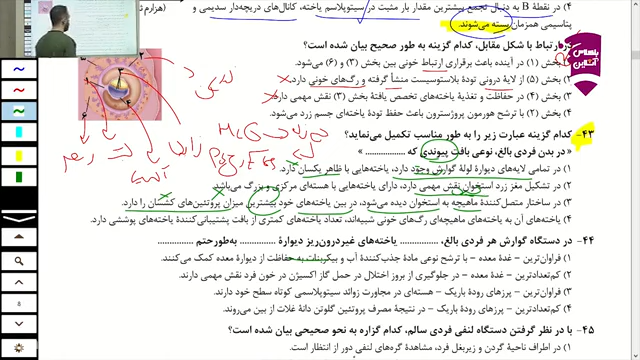 ۴) در نقطهٔ B به دنبال تجمع بیشترین مقدار بار مثبت در سیتوپلاسم یاخته، کانال‌های دریچه‌دار سدیمی و
پتاسیمی همزمان بسته می‌شوند.
در ارتباط با شکل مقابل، کدام گزینه به طور صحیح بیان شده است؟
۱) بخش (۱) در آینده باعث برقراری ارتباط خونی بین بخش (۳) و (۶) می‌شود.
۲) بخش (۵) از لایهٔ درونی تودهٔ بلاستوسیست منشأ گرفته و رگ‌های خونی دارد.
۳) بخش (۴) در حفاظت و تغذیهٔ یاخته‌های تخصص یافتهٔ بخش (۳) نقش مهمی دارد.
۴) بخش (۲) با ترشح هورمون پروژسترون باعث حفظ تودهٔ یاخته‌های جسم زرد می‌شود.
۴۳- کدام گزینه عبارت زیر را به طور مناسب تکمیل می‌نماید؟
« در بدن فردی بالغ، نوعی بافت پیوندی که ................ »
۱) در تمامی لایه‌های دیوارهٔ لولهٔ گوارش وجود دارد، یاخته‌هایی با ظاهر یکسان دارد.
۲) در تشکیل مغز زرد استخوان نقش مهمی دارد، دارای یاخته‌هایی با هسته‌ای مرکزی و بزرگ می‌باشد.
۳) در ساختار متصل‌کنندهٔ ماهیچه به استخوان دیده می‌شود، در بین یاخته‌های خود بیشترین میزان پروتئین‌های کشسان را دارد.
۴) یاخته‌های آن به یاخته‌های ماهیچه‌ای رگ‌های خونی شبیه‌اند، تعداد یاخته‌های کمتری از بافت پشتیبانی‌کنندهٔ یاخته‌های پوششی دارد.
۴۴- در دستگاه گوارش هر فردی بالغ، .............. یاخته‌های غیردرون‌ریز دیوارهٔ .............. به‌طورحتم ..............
۱) فراوان‌ترین – غدهٔ معده – با ترشح نوعی مادهٔ جذب‌کنندهٔ آب و بیکربنات به حفاظت از دیوارهٔ معده کمک می‌کنند.
۲) کم‌تعدادترین – غدهٔ معده – در جلوگیری از بروز اختلال در حمل گاز اکسیژن در خون فرد نقش مهمی دارند.
۳) فراوان‌ترین – پرزهای رودهٔ باریک – هسته‌ای در مجاورت زوائد سیتوپلاسمی کوتاه سطح خود دارند.
۴) کم‌تعدادترین – پرزهای رودهٔ باریک – در نتیجهٔ مصرف پروتئین گلوتن دانهٔ غلات از بین می‌روند.
۴۵- با در نظر گرفتن دستگاه لنفی فردی سالم، کدام گزاره به نحو صحیحی بیان شده است؟
۱) در اطراف ناحیهٔ گردن و زیربغل فرد، مشاهدهٔ گره‌های لنفی دور از انتظار است.